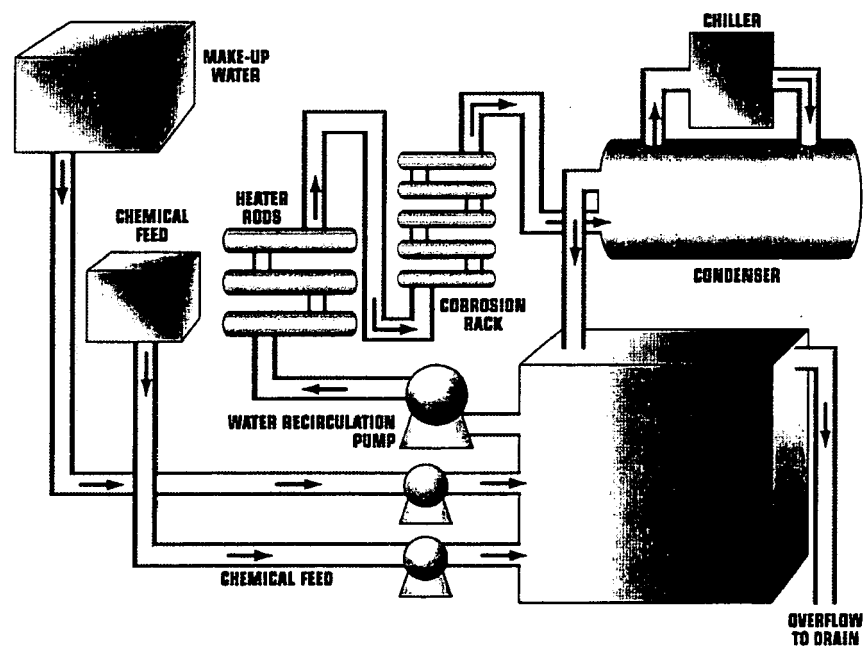 CHILLER
MAKE-UP
WATER
HEATER
RODS
CHEMICAL
FEED
CONDENSER
CORROSION
RACK
WATER RECIRCULATION
PUMP
CHEMICAL FEED
OVERFLOW
TO DRAIN